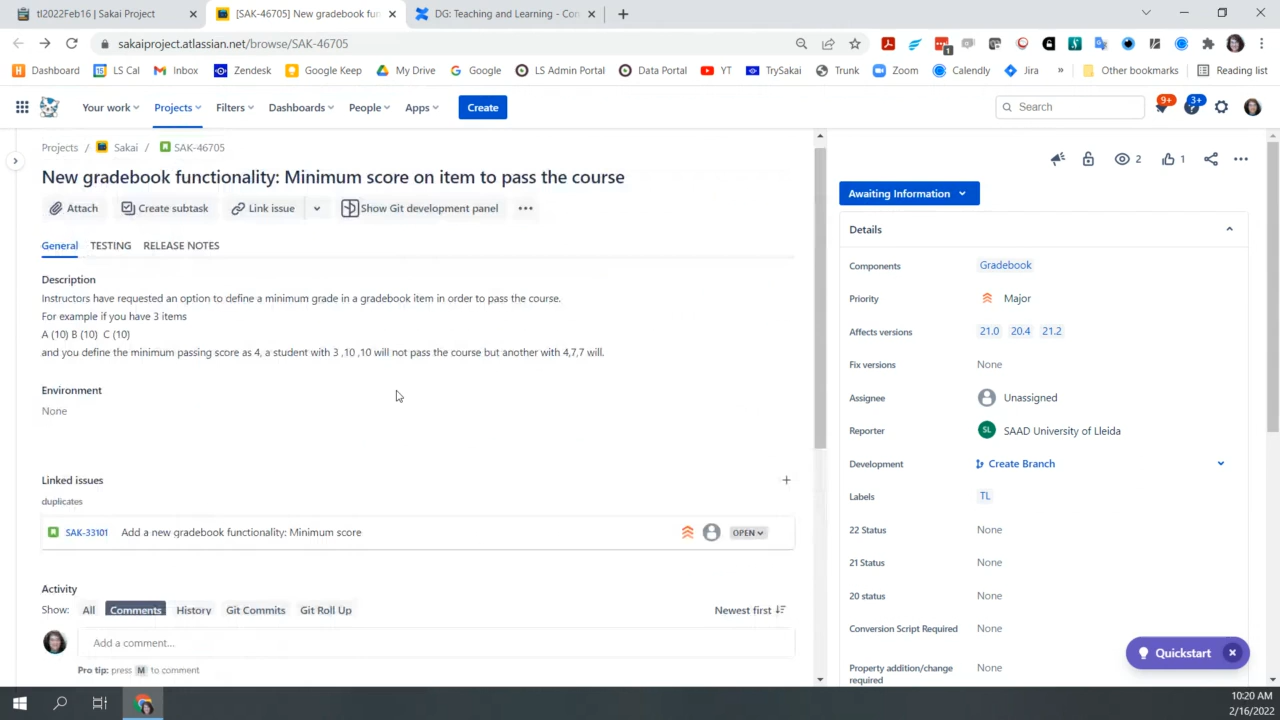 tl2022Feb16 | Sakai Project
[SAK-46705] New gradebook fun
DG: Teaching and Learning - Con
sakaiproject.atlassian.net/browse/SAK-46705
1
Dashboard
LS Cal
Inbox
Zendesk
Google Keep
My Drive
Google
LS Admin Portal
Data Portal
YT
TrySakai
Trunk
Zoom
Calendly
Jira
»
Other bookmarks
Reading list
Your work
Projects
Filters
Dashboards
People
Apps
Create
Search
9+
3+
Projects / Sakai / SAK-46705
New gradebook functionality: Minimum score on item to pass the course
Attach
Create subtask
Link issue
Show Git development panel
General
TESTING
RELEASE NOTES
Description
Instructors have requested an option to define a minimum grade in a gradebook item in order to pass the course.
For example if you have 3 items
A (10) B (10) C (10)
and you define the minimum passing score as 4, a student with 3 ,10 ,10 will not pass the course but another with 4,7,7 will.
Environment
None
Linked issues
duplicates
SAK-33101 Add a new gradebook functionality: Minimum score
OPEN
Activity
Show: All Comments History Git Commits Git Roll Up
Newest first
Add a comment...
Pro tip: press M to comment
2
1
Awaiting Information
Details
Components Gradebook
Priority Major
Affects versions 21.0 20.4 21.2
Fix versions None
Assignee Unassigned
Reporter SL SAAD University of Lleida
Development Create Branch
Labels TL
22 Status None
21 Status None
20 status None
Conversion Script Required None
Property addition/change required None
Quickstart
10:20 AM
2/16/2022